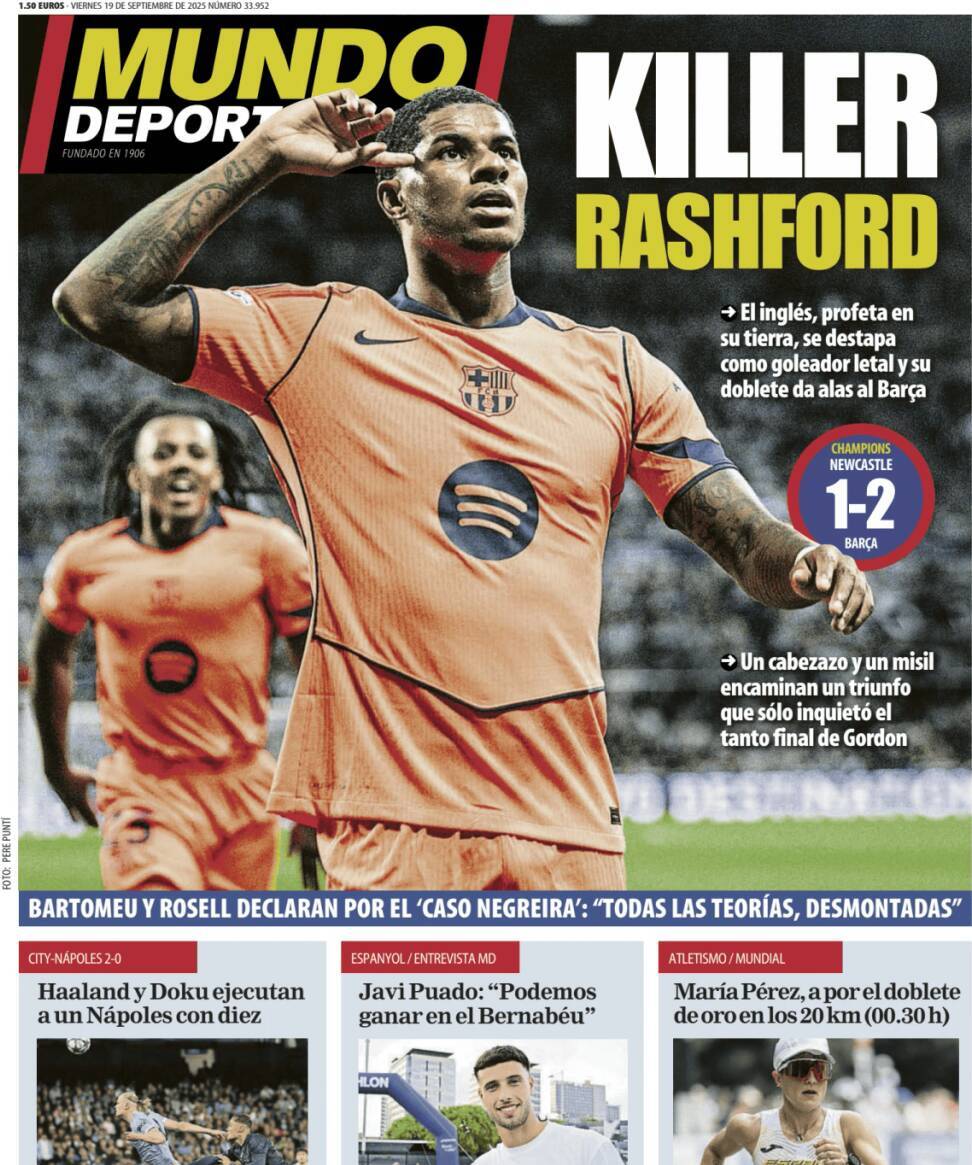 1.50 EUROS · VIERNES 19 DE SEPTIEMBRE DE 2025 NÚMERO 33.952
MUNDO
DEPORT
FUNDADO EN 1906
KILLER
RASHFORD
➔ El inglés, profeta en
su tierra, se destapa
como goleador letal y su
doblete da alas al Barça
CHAMPIONS
NEWCASTLE
1-2
BARÇA
➔ Un cabezazo y un misil
encaminan un triunfo
que sólo inquietó el
tanto final de Gordon
FOTO: PERE PUNTÍ
BARTOMEU Y ROSELL DECLARAN POR EL ‘CASO NEGREIRA’: “TODAS LAS TEORÍAS, DESMONTADAS”
CITY-NÁPOLES 2-0
Haaland y Doku ejecutan
a un Nápoles con diez
ESPANYOL / ENTREVISTA MD
Javi Puado: “Podemos
ganar en el Bernabéu”
HLON
ATLETISMO / MUNDIAL
María Pérez, a por el doblete
de oro en los 20 km (00.30 h)